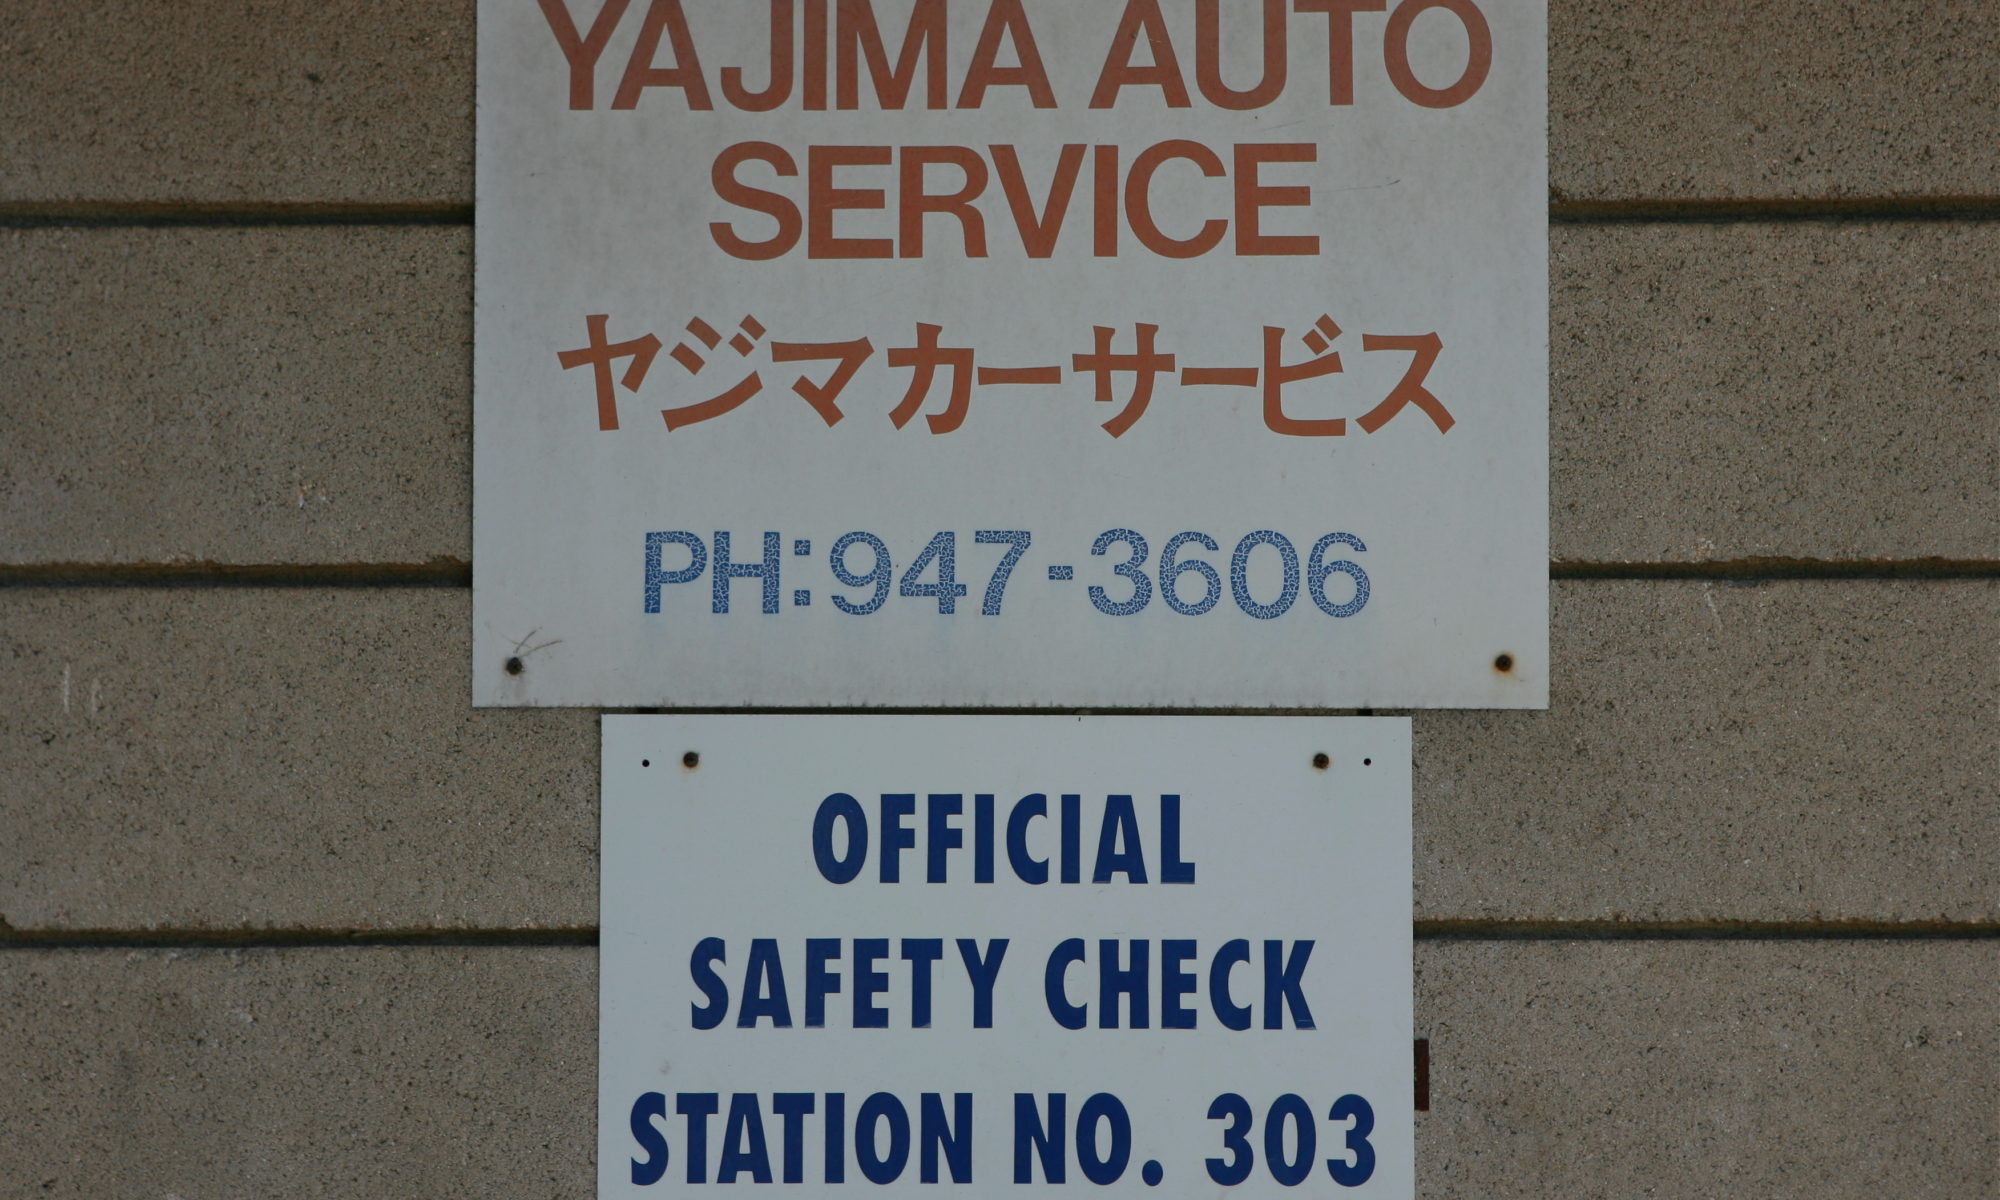 YAJIMA AUTO
SERVICE
ヤジマカーサービス
PH:947-3606
OFFICIAL
SAFETY CHECK
STATION NO. 303